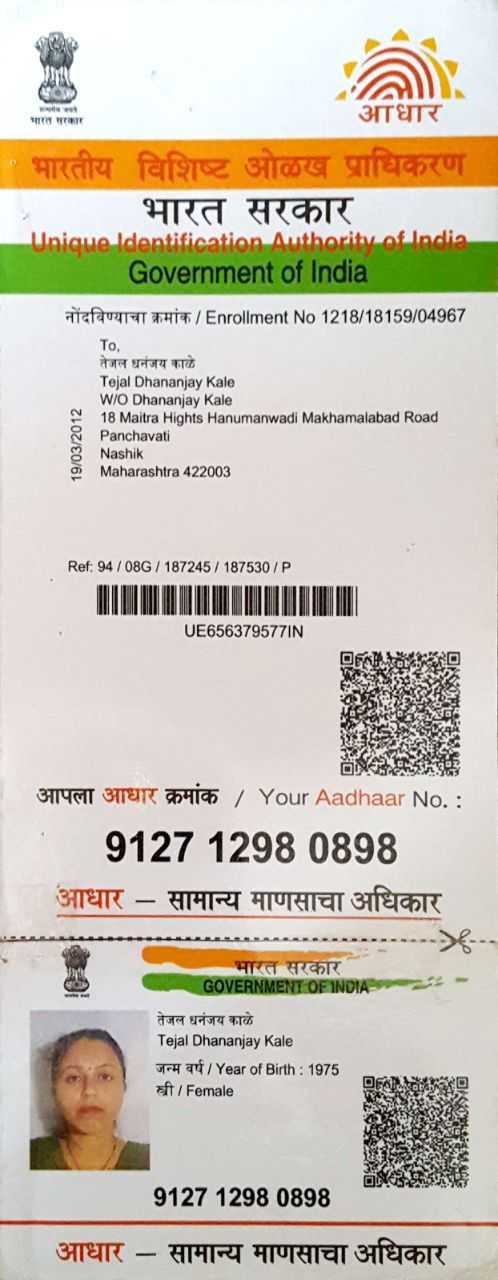 सत्यमेव जयते
भारत सरकार
आधार
भारतीय विशिष्ट ओळख प्राधिकरण
भारत सरकार
Unique Identification Authority of India
Government of India
नोंदविण्याचा क्रमांक / Enrollment No 1218/18159/04967
To,
तेजल धनंजय काळे
Tejal Dhananjay Kale
W/O Dhananjay Kale
18 Maitra Hights Hanumanwadi Makhamalabad Road
Panchavati
Nashik
Maharashtra 422003
19/03/2012
Ref: 94 / 08G / 187245 / 187530 / P
UE656379577IN
आपला आधार क्रमांक / Your Aadhaar No. :
9127 1298 0898
आधार – सामान्य माणसाचा अधिकार
भारत सरकार
GOVERNMENT OF INDIA
तेजल धनंजय काळे
Tejal Dhananjay Kale
जन्म वर्ष / Year of Birth : 1975
स्त्री / Female
9127 1298 0898
आधार – सामान्य माणसाचा अधिकार